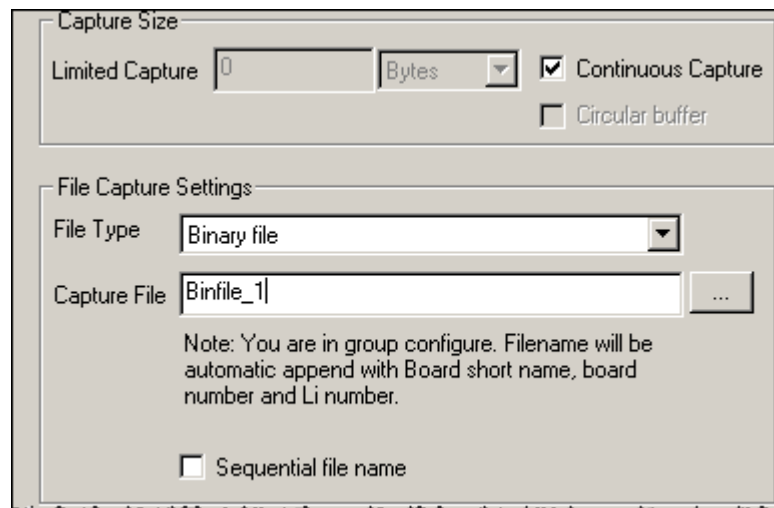 Capture Size
Limited Capture 0 Bytes Continuous Capture
Circular buffer
File Capture Settings
File Type Binary file
Capture File Binfile_1 ...
Note: You are in group configure. Filename will be
automatic append with Board short name, board
number and Li number.
Sequential file name